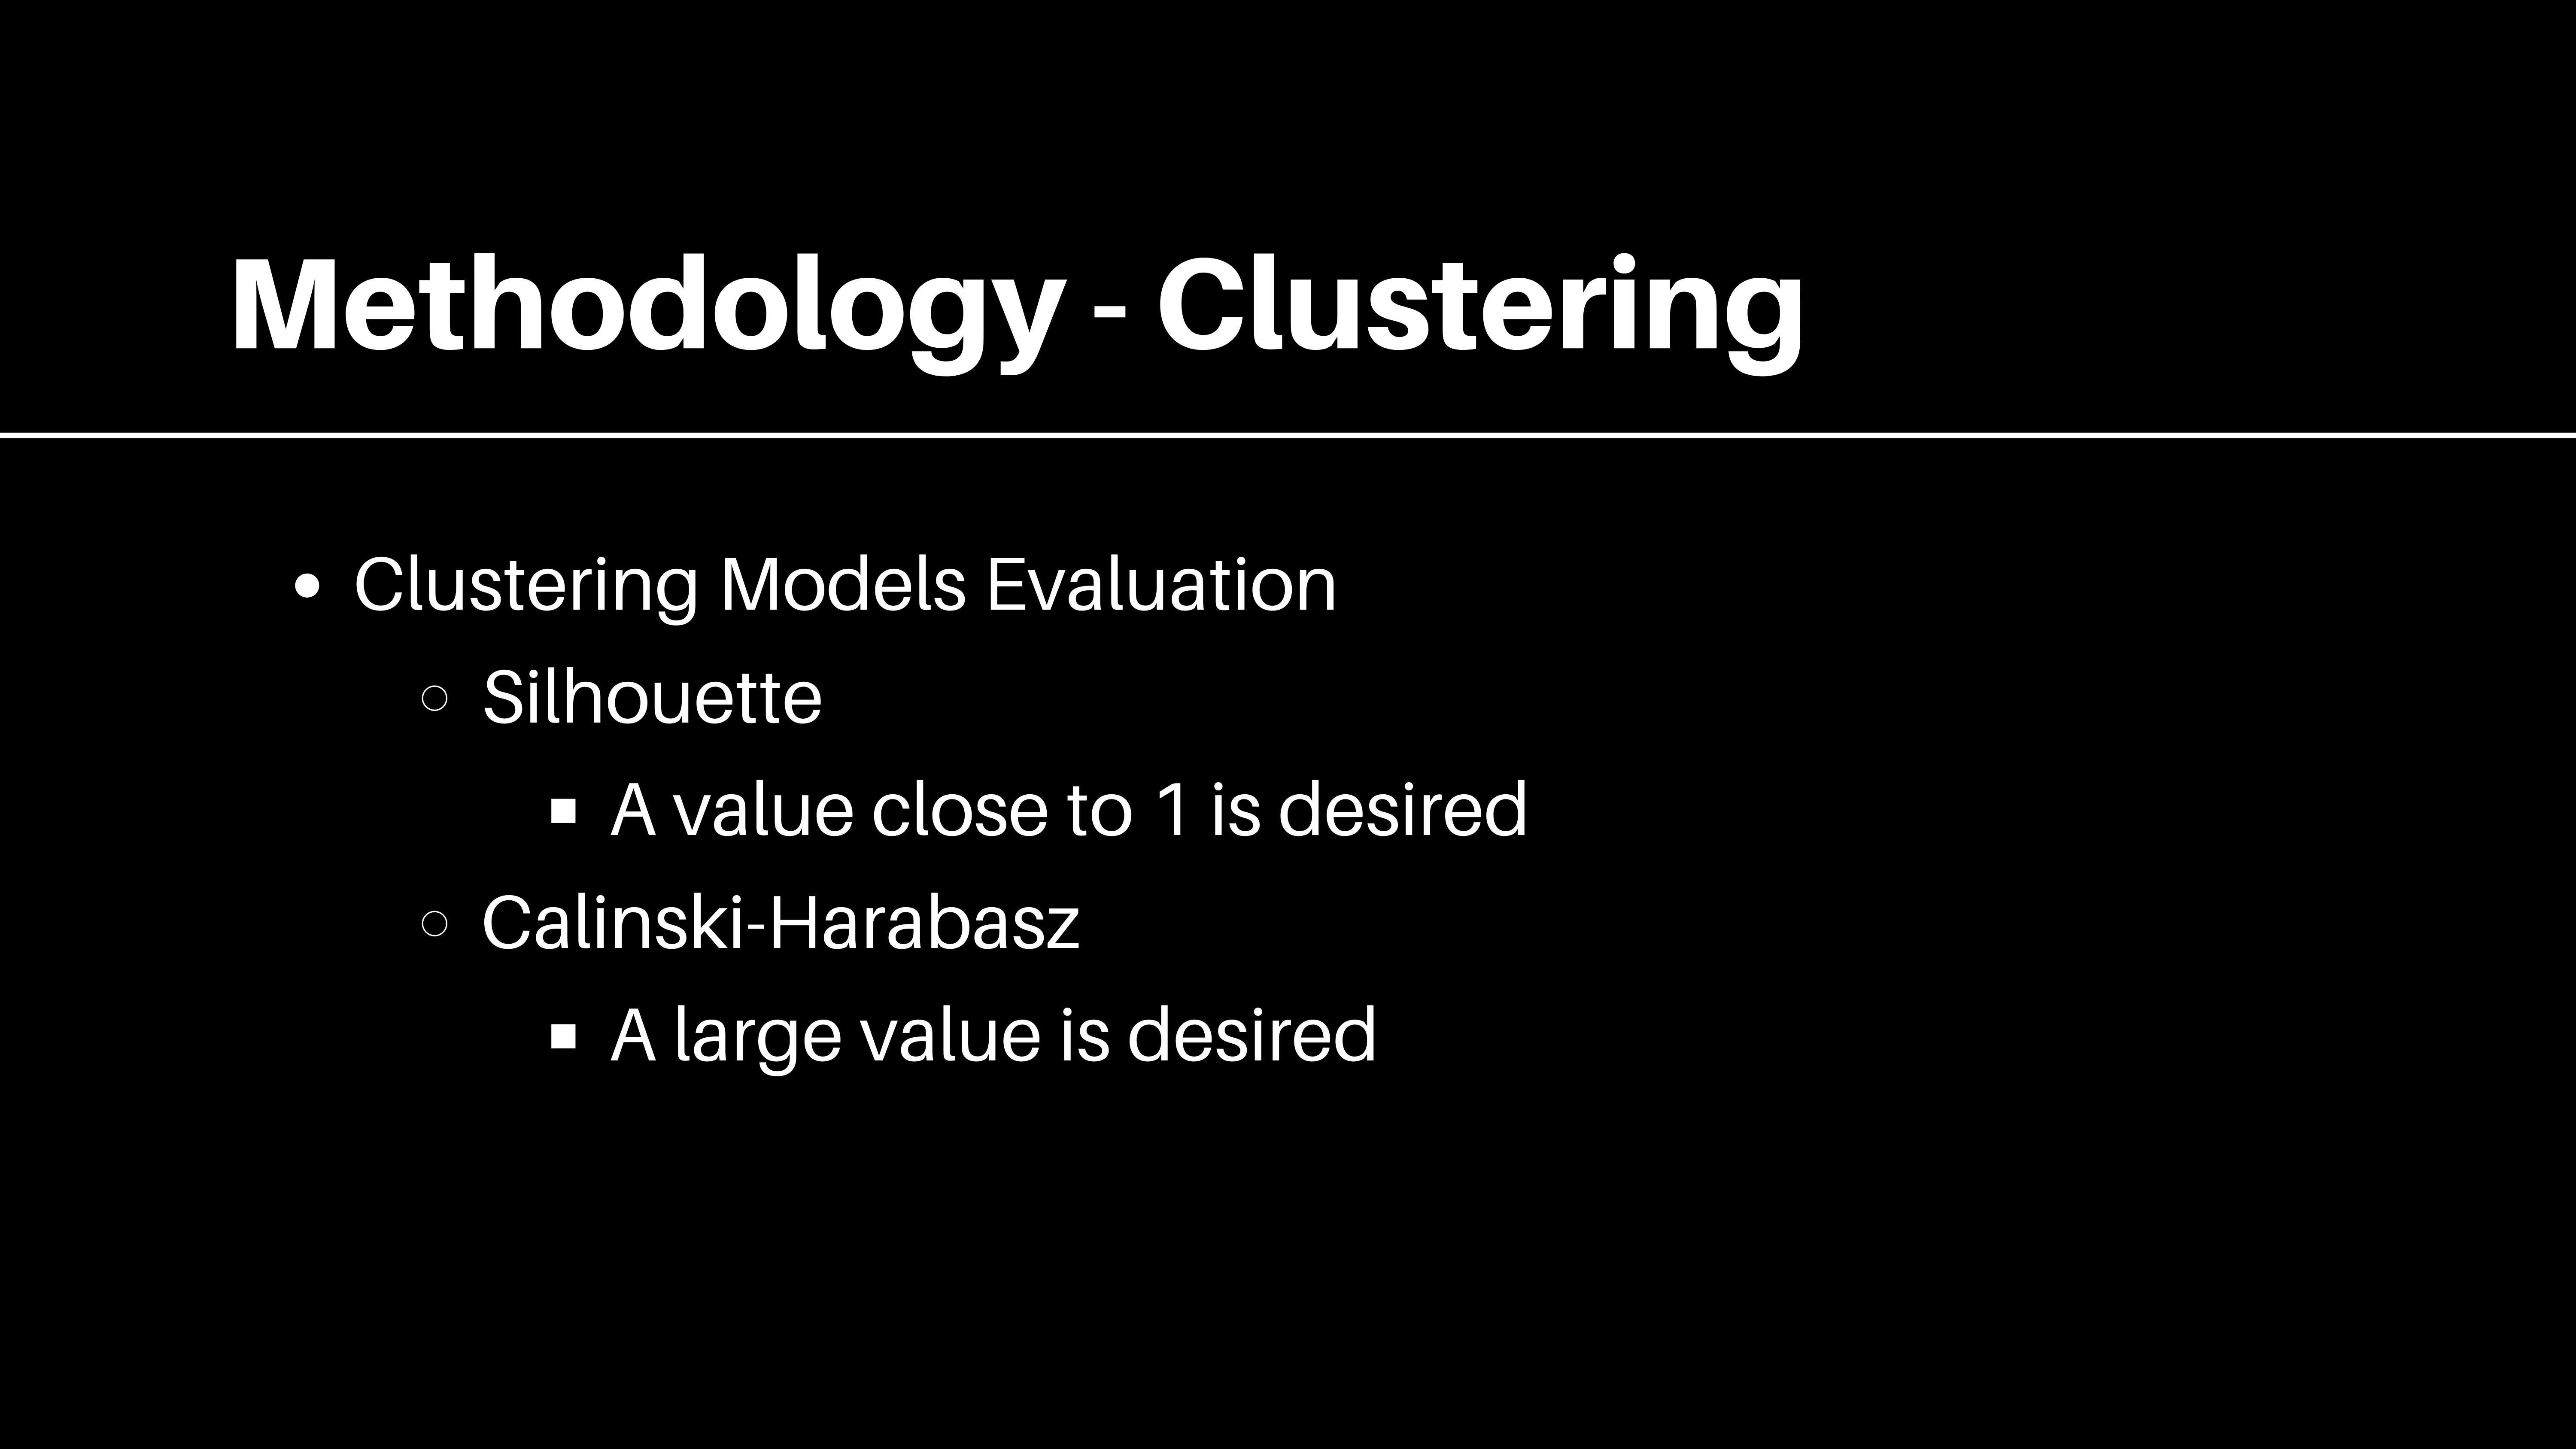 Methodology - Clustering
Clustering Models Evaluation
Silhouette
A value close to 1 is desired
Calinski-Harabasz
A large value is desired